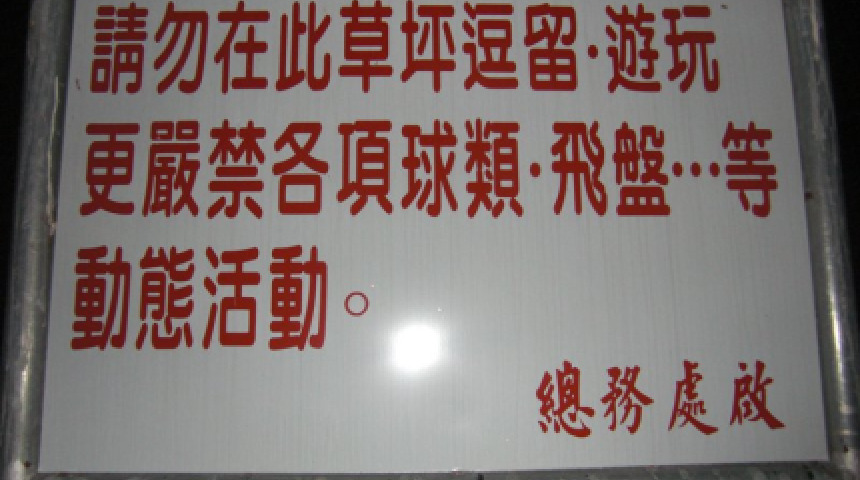 請勿在此草坪逗留·遊玩
更嚴禁各項球類·飛盤…等
動態活動。
總務處啟